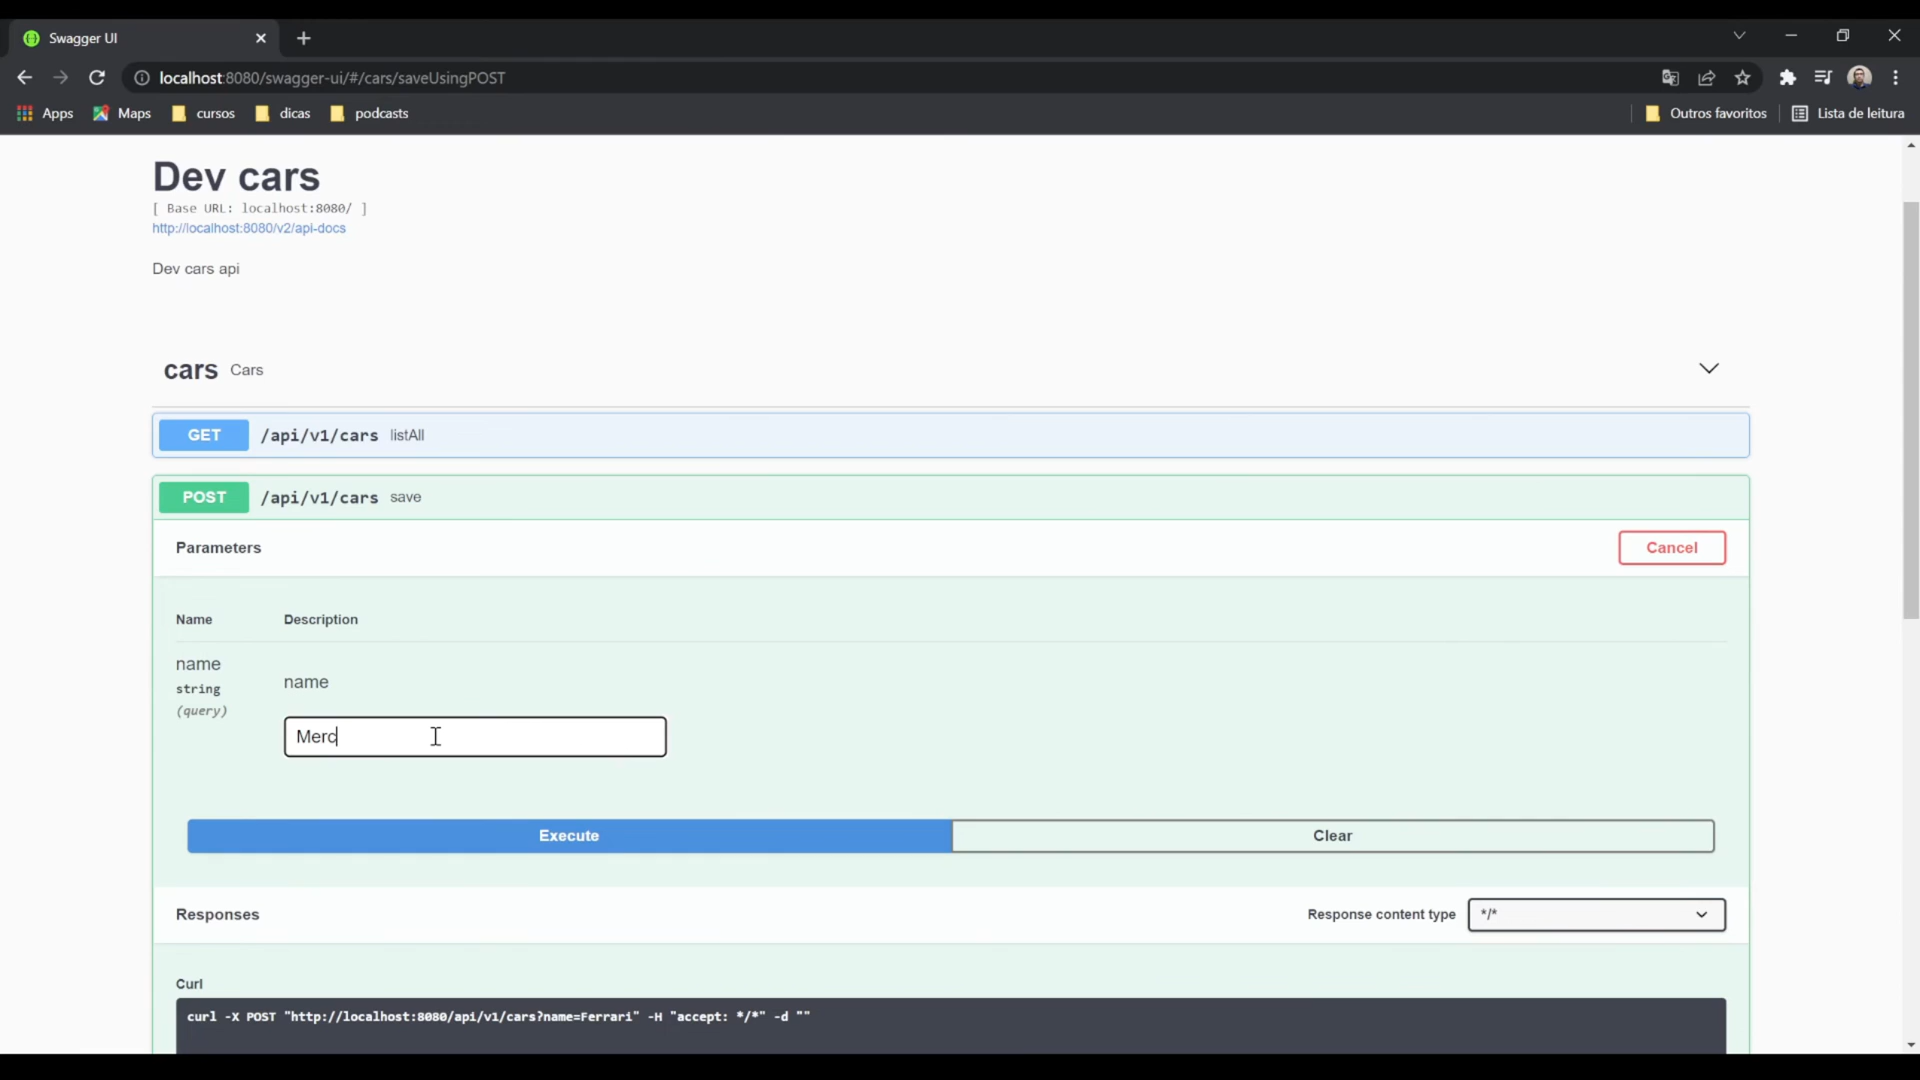 Swagger UI
localhost:8080/swagger-ui/#/cars/saveUsingPOST
Apps Maps cursos dicas podcasts Outros favoritos Lista de leitura
Dev cars
[ Base URL: localhost:8080/ ]
http://localhost:8080/v2/api-docs
Dev cars api
cars Cars
GET /api/v1/cars listAll
POST /api/v1/cars save
Parameters Cancel
Name Description
name
string
(query)
name
Merc
Execute Clear
Responses Response content type */*
Curl
curl -X POST "http://localhost:8080/api/v1/cars?name=Ferrari" -H "accept: */*" -d ""